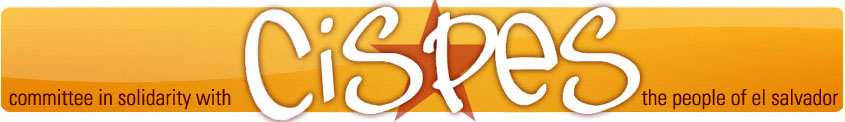 committee in solidarity with CiSPES the people of el salvador